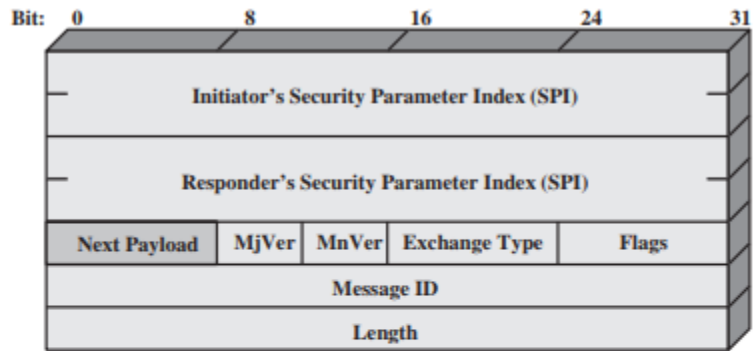 Bit: 0 8 16 24 31
Initiator's Security Parameter Index (SPI)
Responder's Security Parameter Index (SPI)
Next Payload MjVer MnVer Exchange Type Flags
Message ID
Length